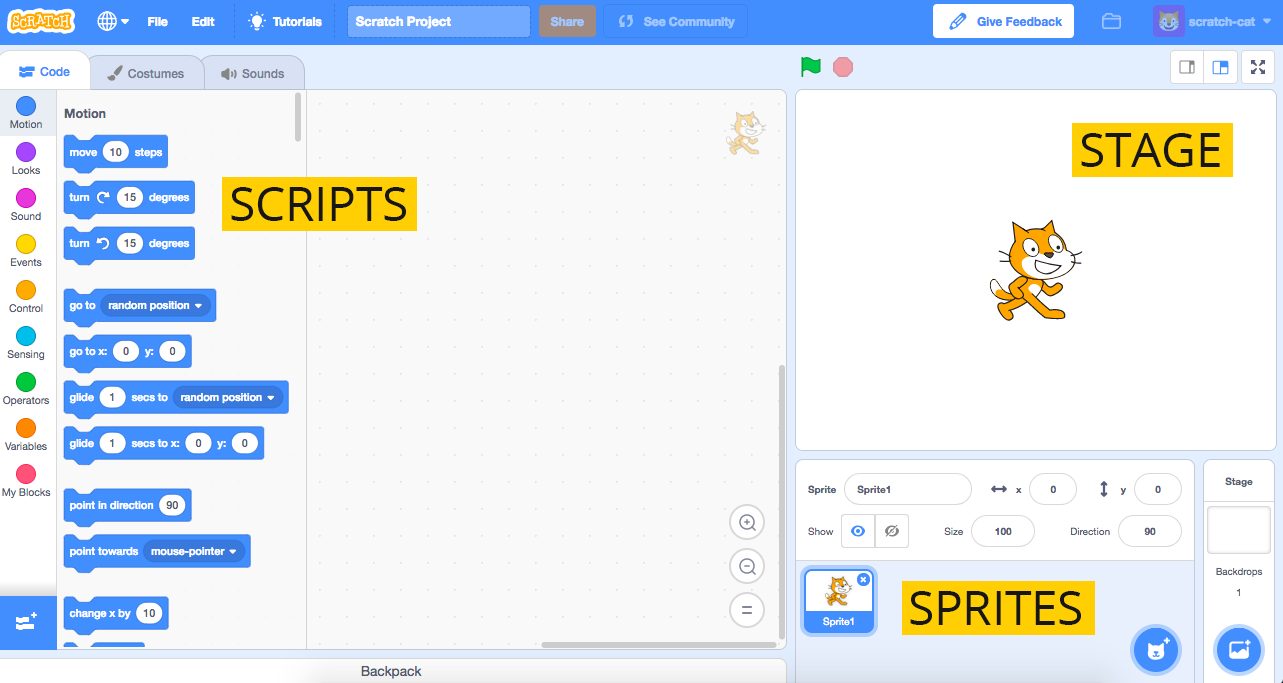 SCRATCH File Edit Tutorials Scratch Project Share See Community Give Feedback scratch-cat
Code Costumes Sounds
Motion
Looks
Sound
Events
Control
Sensing
Operators
Variables
My Blocks
Motion
move 10 steps
turn 15 degrees
turn 15 degrees
go to random position
go to x: 0 y: 0
glide 1 secs to random position
glide 1 secs to x: 0 y: 0
point in direction 90
point towards mouse-pointer
change x by 10
SCRIPTS
Backpack
STAGE
Sprite Sprite1 x 0 y 0
Show Size 100 Direction 90
Sprite1
SPRITES
Stage
Backdrops
1